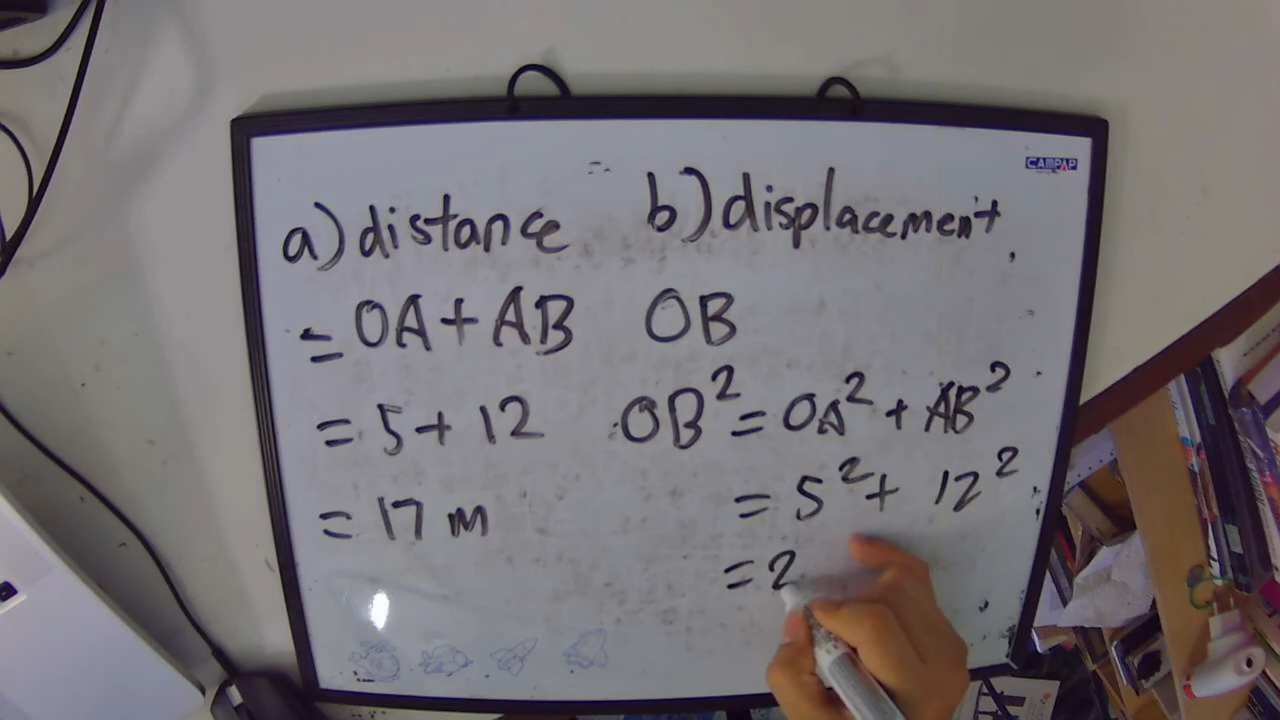 CAMPAP
a) distance
= OA + AB
= 5 + 12
= 17 m
b) displacement
OB
OB² = OA² + AB²
= 5² + 12²
= 2